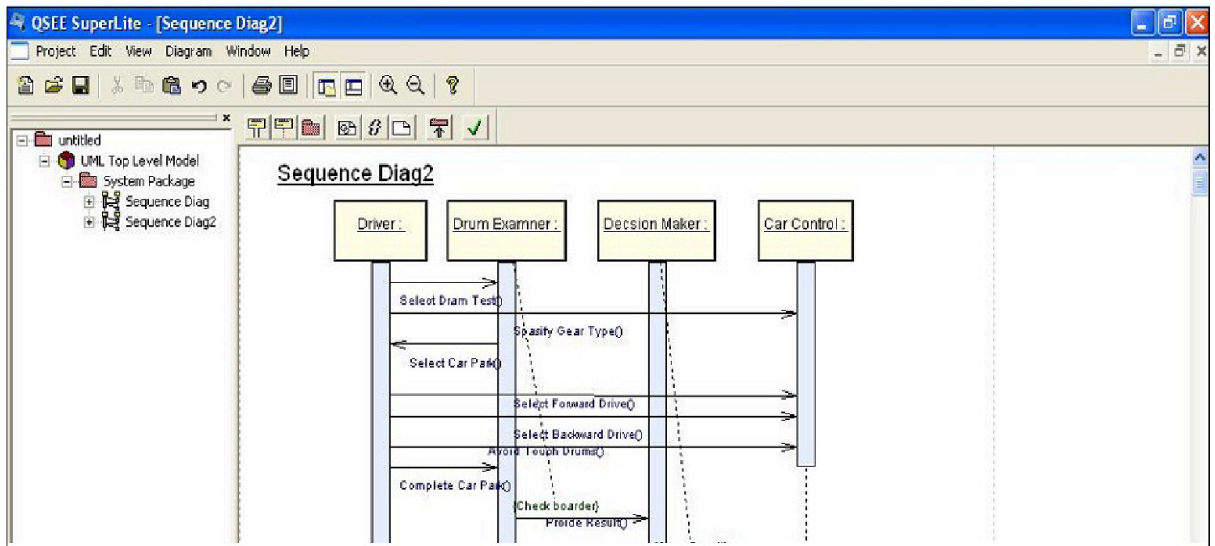 QSEE SuperLite - [Sequence Diag2]
Project Edit View Diagram Window Help
untitled
UML Top Level Model
System Package
Sequence Diag
Sequence Diag2
Sequence Diag2
Driver :
Drum Examner :
Decsion Maker :
Car Control :
Select Dram Test()
Spasify Gear Type()
Select Car Park()
Select Forward Drive()
Select Backward Drive()
Avoid Touph Drums()
Complete Car Park()
{Check boarder}
Proide Result()